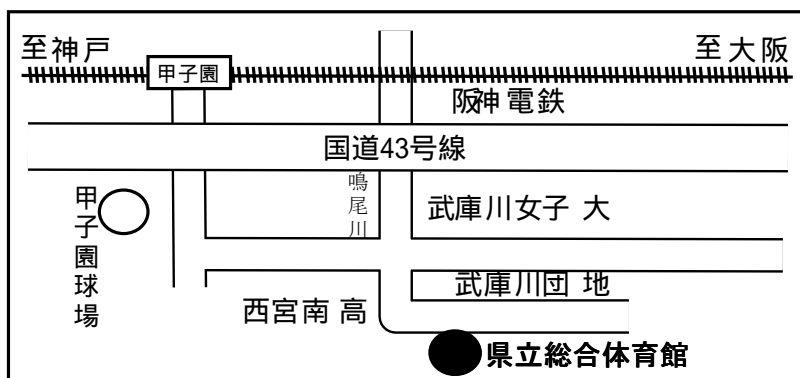 至神戸
至大阪
甲子園
阪神電鉄
国道43号線
鳴尾川
甲子園球場
武庫川女子 大
武庫川団 地
西宮南 高
県立総合体育館